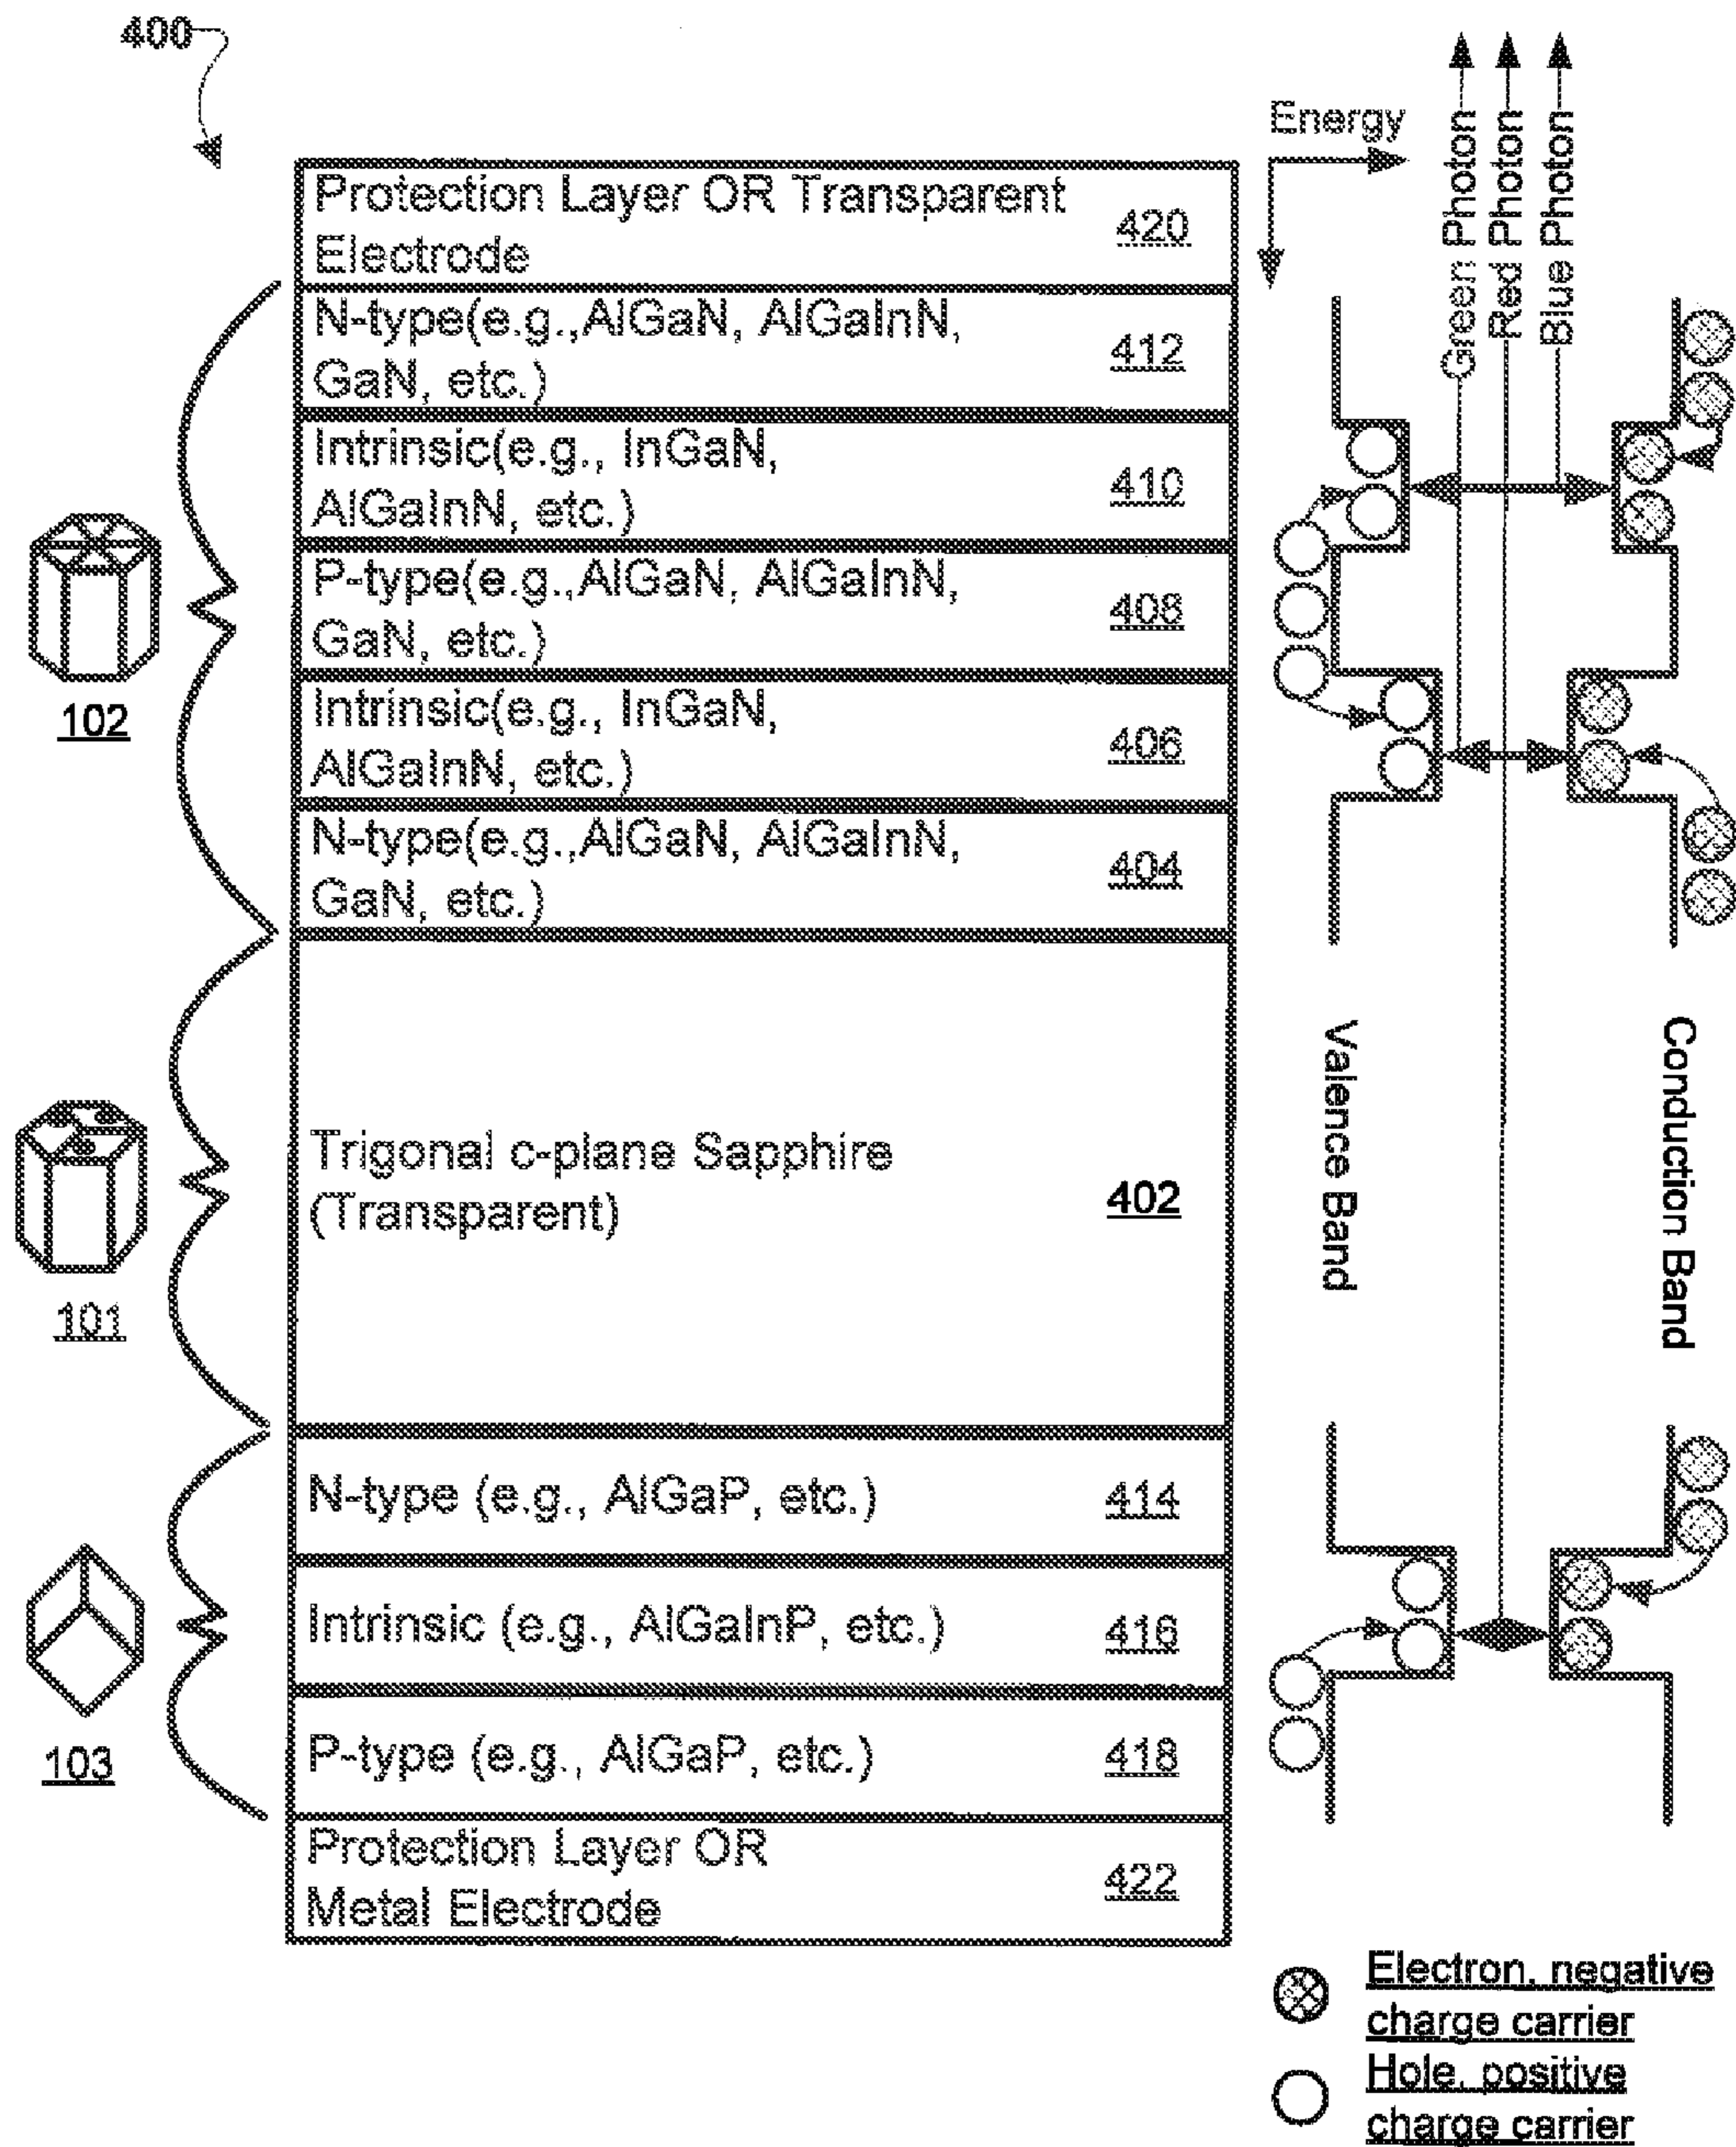 400
Energy
Green Photon
Red Photon
Blue Photon
Protection Layer OR Transparent
Electrode
420
N-type(e.g.,AlGaN, AlGaInN,
GaN, etc.)
412
Intrinsic(e.g., InGaN,
AlGaInN, etc.)
410
P-type(e.g.,AlGaN, AlGaInN,
GaN, etc.)
408
102
Intrinsic(e.g., InGaN,
AlGaInN, etc.)
406
N-type(e.g.,AlGaN, AlGaInN,
GaN, etc.)
404
Trigonal c-plane Sapphire
(Transparent)
402
101
Valence Band
Conduction Band
N-type (e.g., AlGaP, etc.)
414
Intrinsic (e.g., AlGaInP, etc.)
416
P-type (e.g., AlGaP, etc.)
418
103
Protection Layer OR
Metal Electrode
422
Electron, negative
charge carrier
Hole, positive
charge carrier